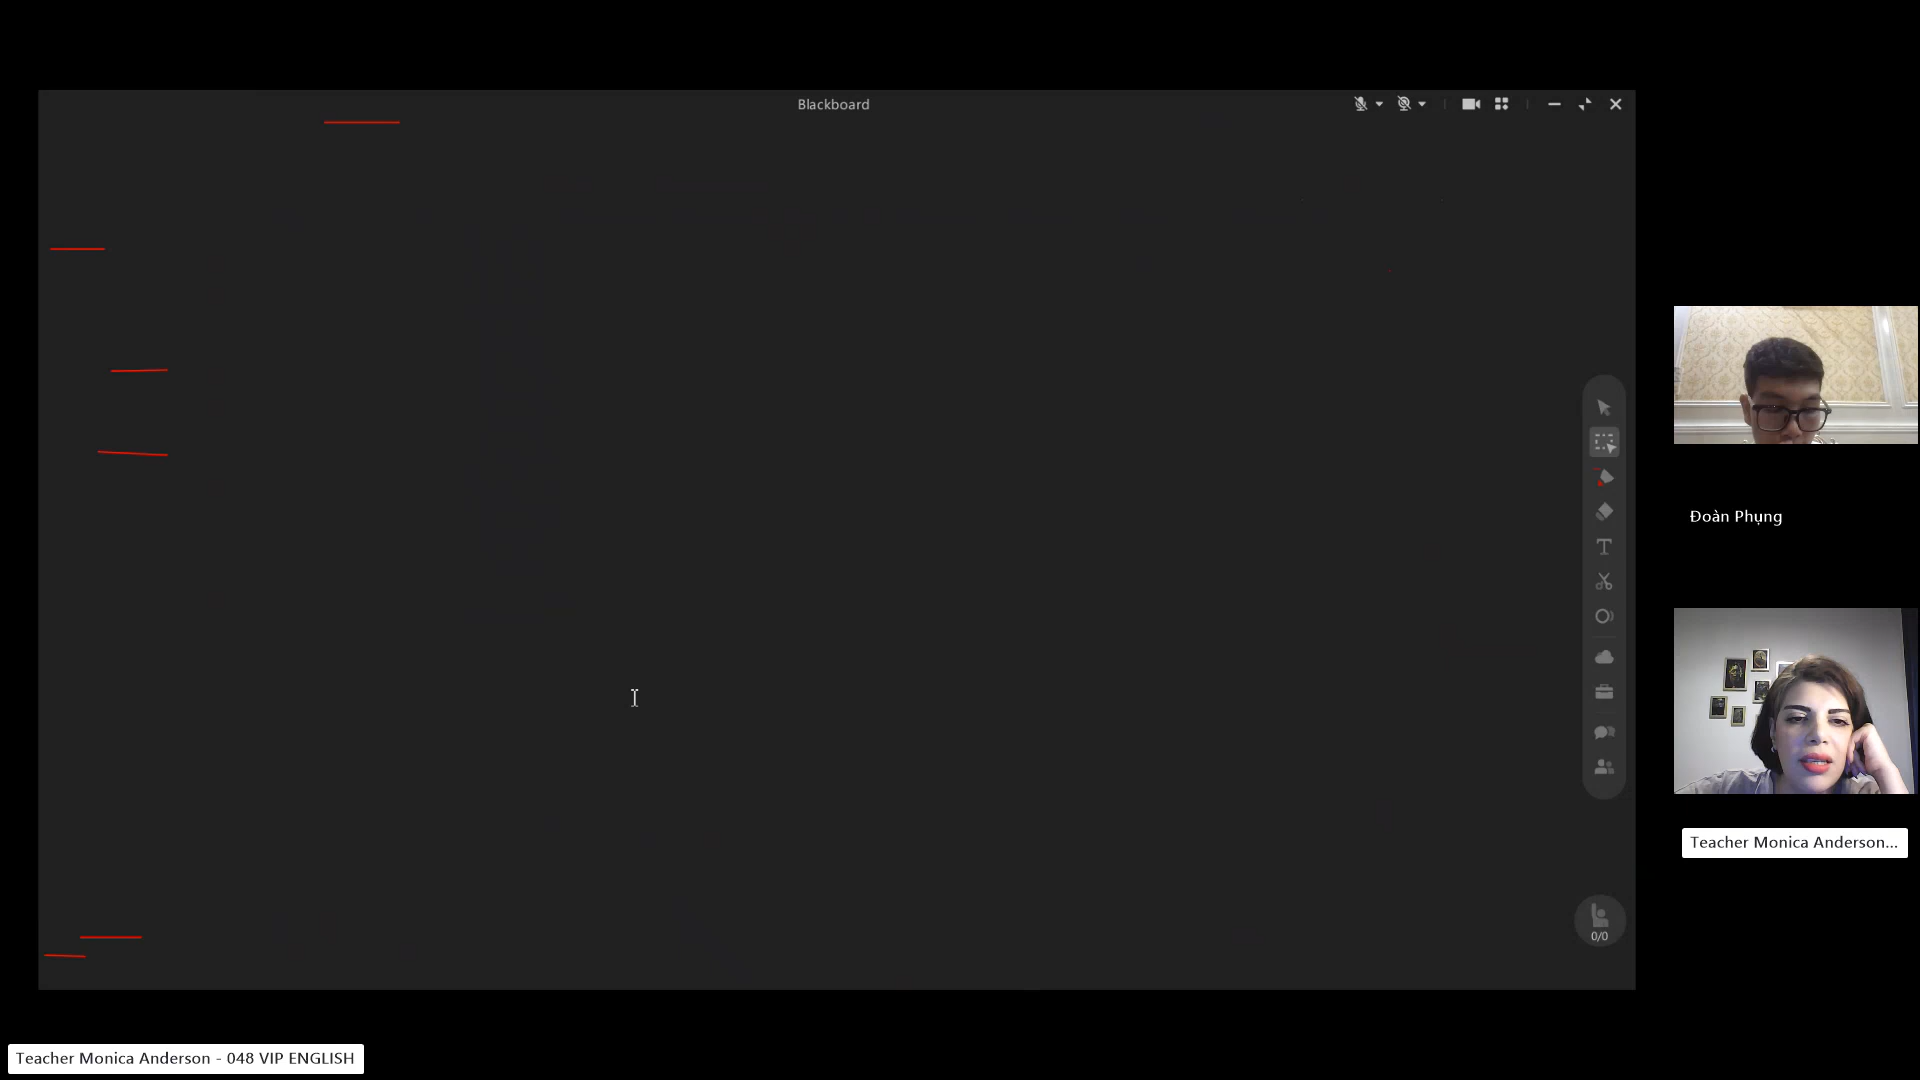 Blackboard
Đoàn Phụng
Teacher Monica Anderson...
0/0
Teacher Monica Anderson - 048 VIP ENGLISH